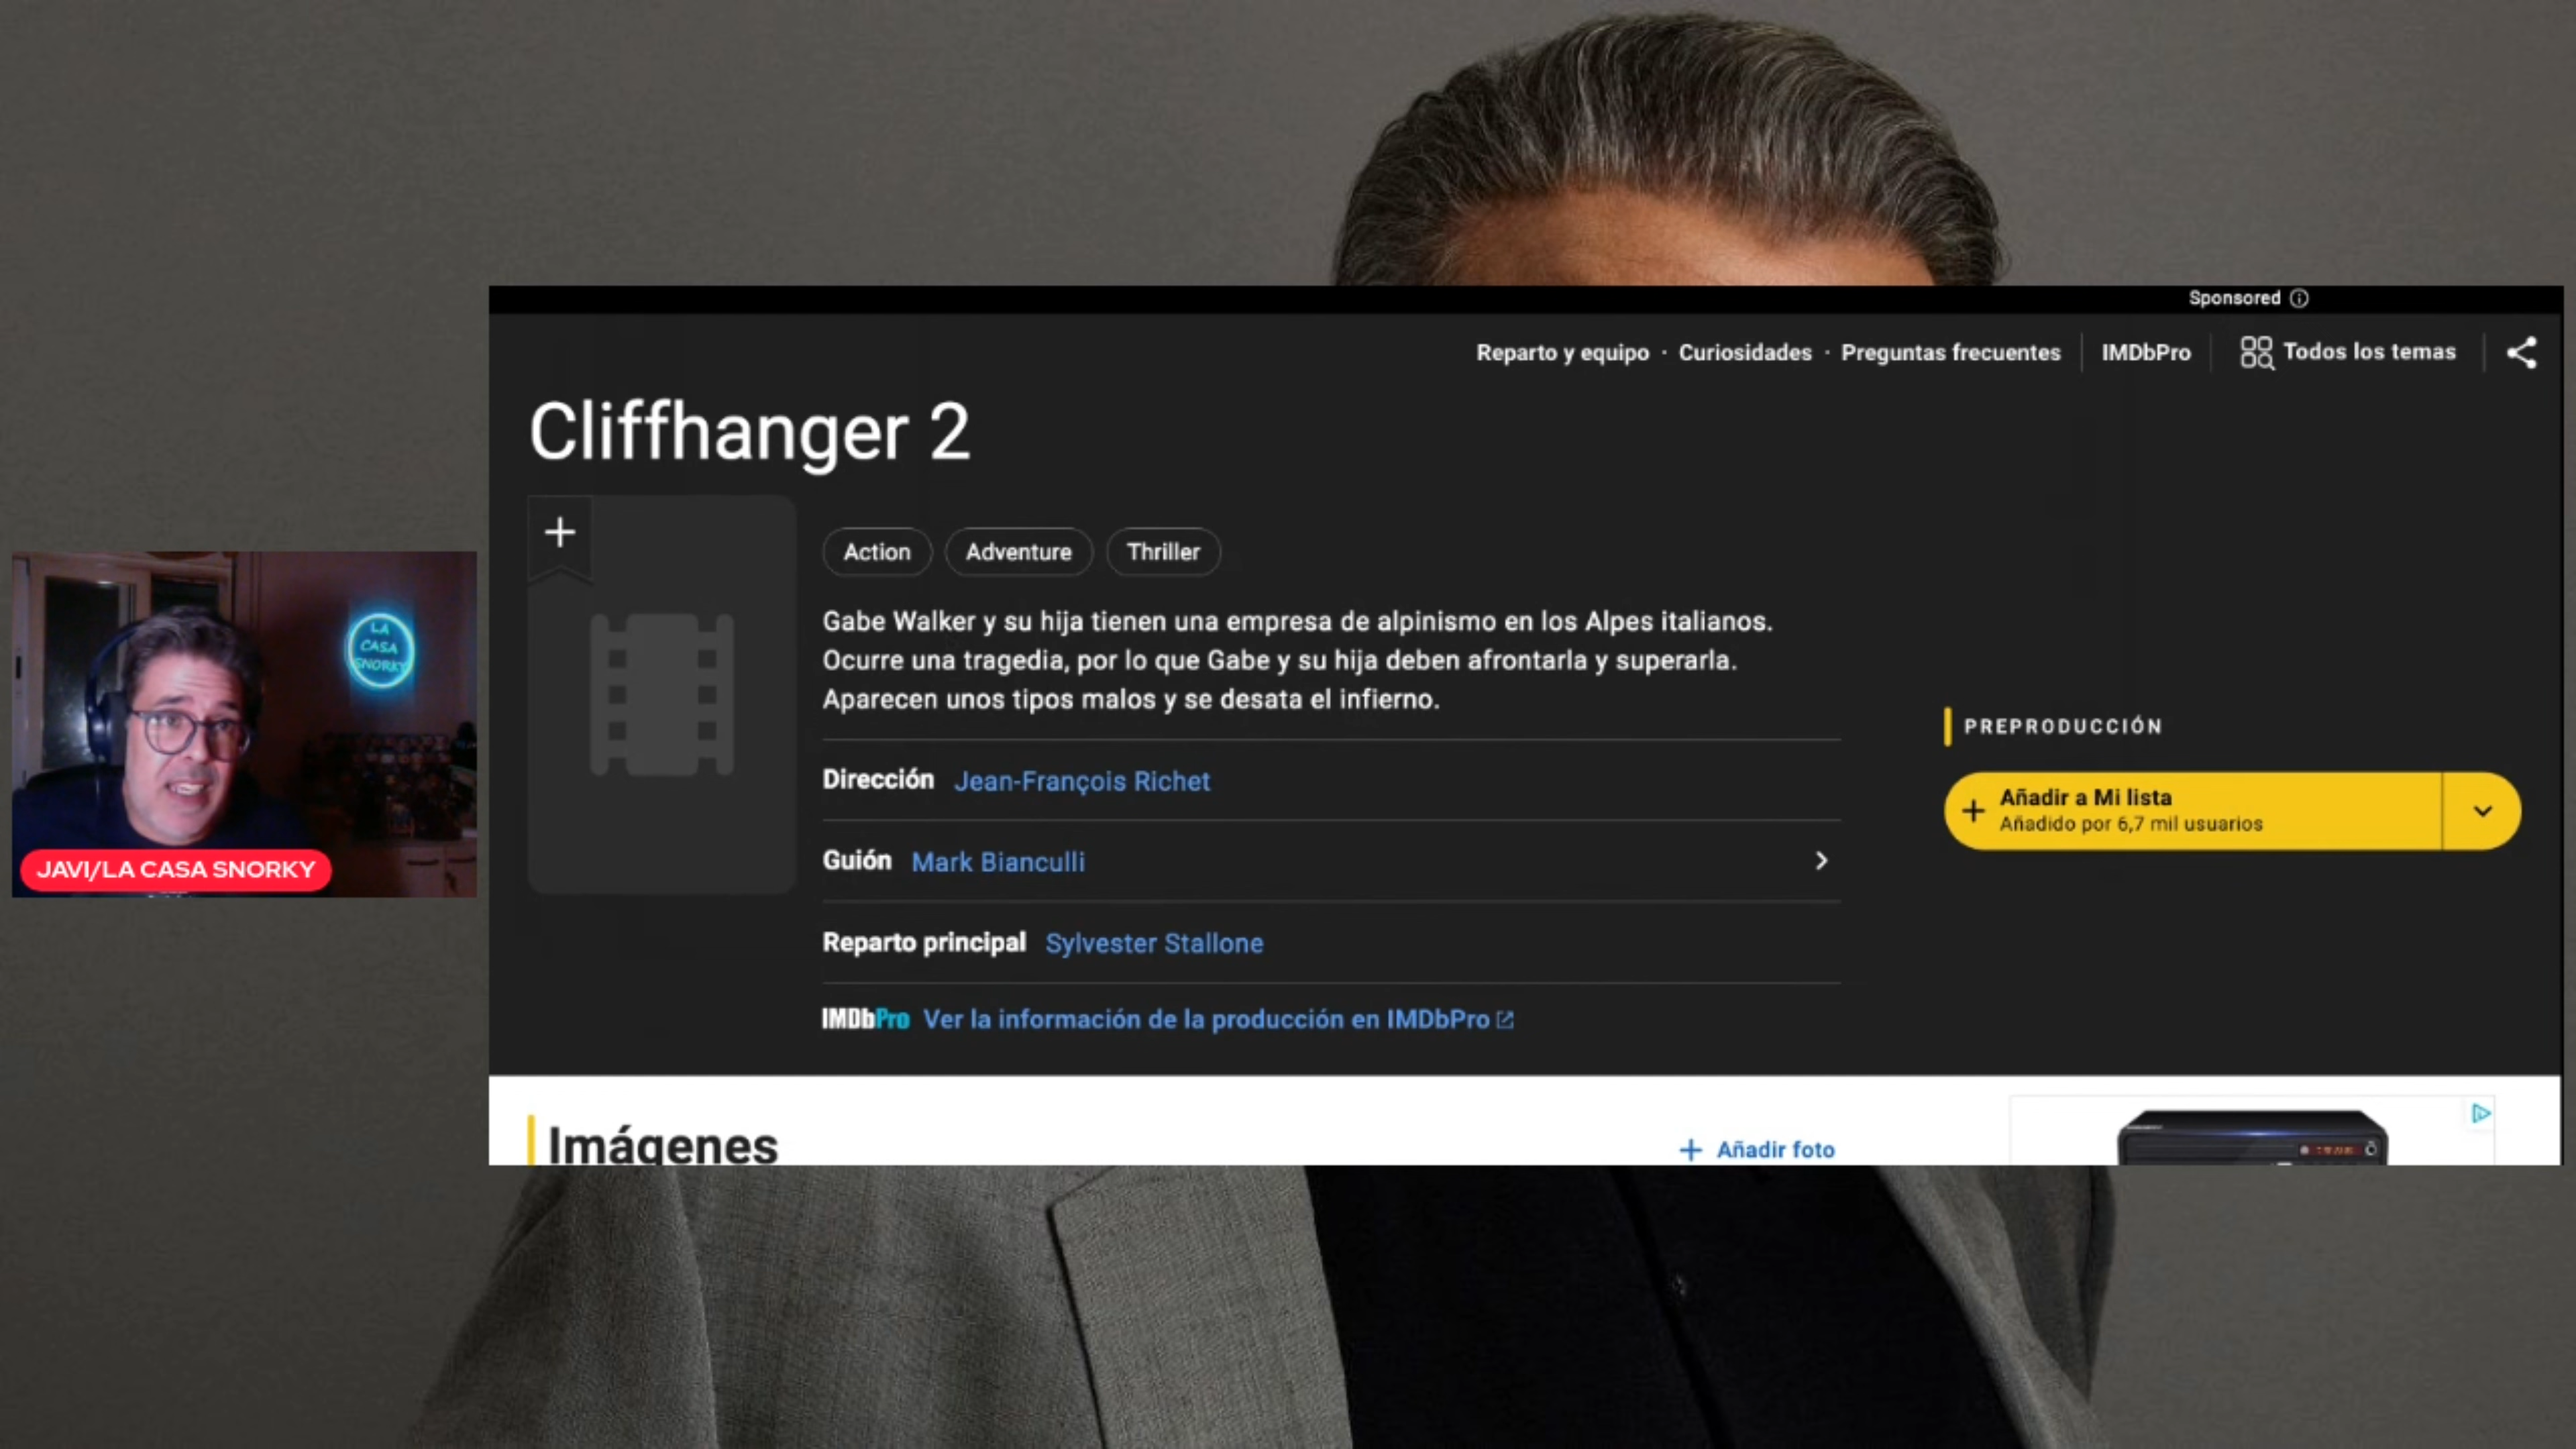 Sponsored
Reparto y equipo · Curiosidades · Preguntas frecuentes IMDbPro Todos los temas
Cliffhanger 2
Action Adventure Thriller
Gabe Walker y su hija tienen una empresa de alpinismo en los Alpes italianos.
Ocurre una tragedia, por lo que Gabe y su hija deben afrontarla y superarla.
Aparecen unos tipos malos y se desata el infierno.
PREPRODUCCIÓN
+ Añadir a Mi lista
Añadido por 6,7 mil usuarios
Dirección Jean-François Richet
Guión Mark Bianculli
Reparto principal Sylvester Stallone
IMDbPro Ver la información de la producción en IMDbPro
Imágenes
+ Añadir foto
LA
CASA
SNORKY
JAVI/LA CASA SNORKY